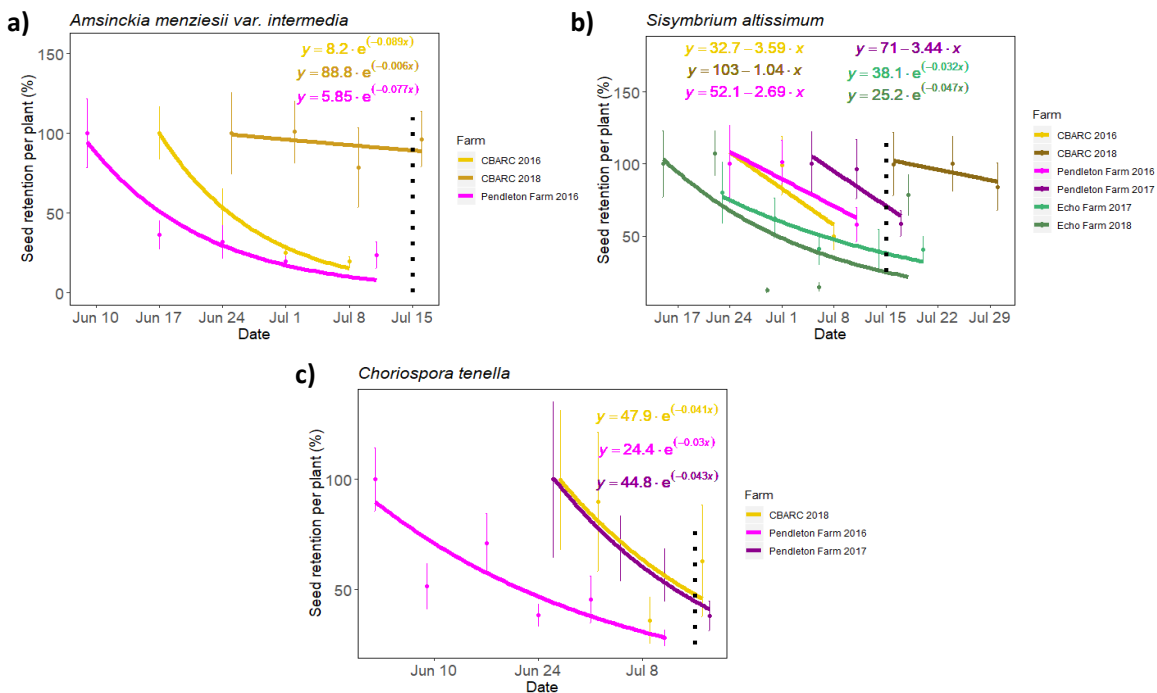 a)
Amsinckia menziesii var. intermedia
y = 8.2 · e^(−0.089x)
y = 88.8 · e^(−0.006x)
y = 5.85 · e^(−0.077x)
Seed retention per plant (%)
150
100
50
0
Jun 10 Jun 17 Jun 24 Jul 1 Jul 8 Jul 15
Date
Farm
CBARC 2016
CBARC 2018
Pendleton Farm 2016
b)
Sisymbrium altissimum
y = 32.7 − 3.59 · x
y = 103 − 1.04 · x
y = 52.1 − 2.69 · x
y = 71 − 3.44 · x
y = 38.1 · e^(−0.032x)
y = 25.2 · e^(−0.047x)
Seed retention per plant (%)
150
100
50
Jun 17 Jun 24 Jul 1 Jul 8 Jul 15 Jul 22 Jul 29
Date
Farm
CBARC 2016
CBARC 2018
Pendleton Farm 2016
Pendleton Farm 2017
Echo Farm 2017
Echo Farm 2018
c)
Choriospora tenella
y = 47.9 · e^(−0.041x)
y = 24.4 · e^(−0.03x)
y = 44.8 · e^(−0.043x)
Seed retention per plant (%)
100
50
Jun 10 Jun 24 Jul 8
Date
Farm
CBARC 2018
Pendleton Farm 2016
Pendleton Farm 2017